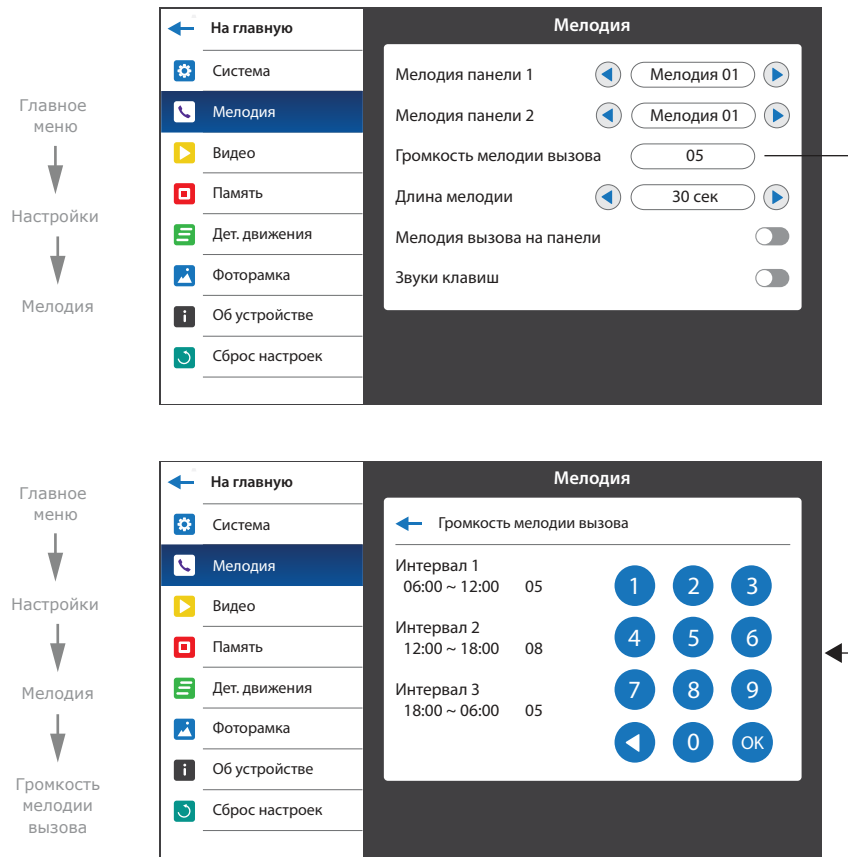 Главное
меню
Настройки
Мелодия
На главную
Система
Мелодия
Видео
Память
Дет. движения
Фоторамка
Об устройстве
Сброс настроек
Мелодия
Мелодия панели 1 Мелодия 01
Мелодия панели 2 Мелодия 01
Громкость мелодии вызова 05
Длина мелодии 30 сек
Мелодия вызова на панели
Звуки клавиш
Главное
меню
Настройки
Мелодия
Громкость
мелодии
вызова
На главную
Система
Мелодия
Видео
Память
Дет. движения
Фоторамка
Об устройстве
Сброс настроек
Мелодия
Громкость мелодии вызова
Интервал 1
06:00 ~ 12:00 05
Интервал 2
12:00 ~ 18:00 08
Интервал 3
18:00 ~ 06:00 05
1 2 3
4 5 6
7 8 9
0 OK